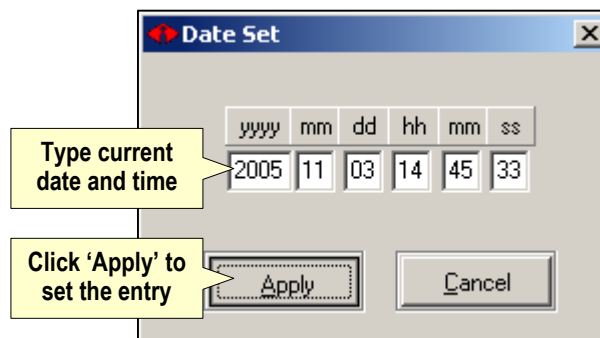 Date Set
yyyy mm dd hh mm ss
Type current
date and time
2005 11 03 14 45 33
Click ‘Apply’ to
set the entry
Apply Cancel